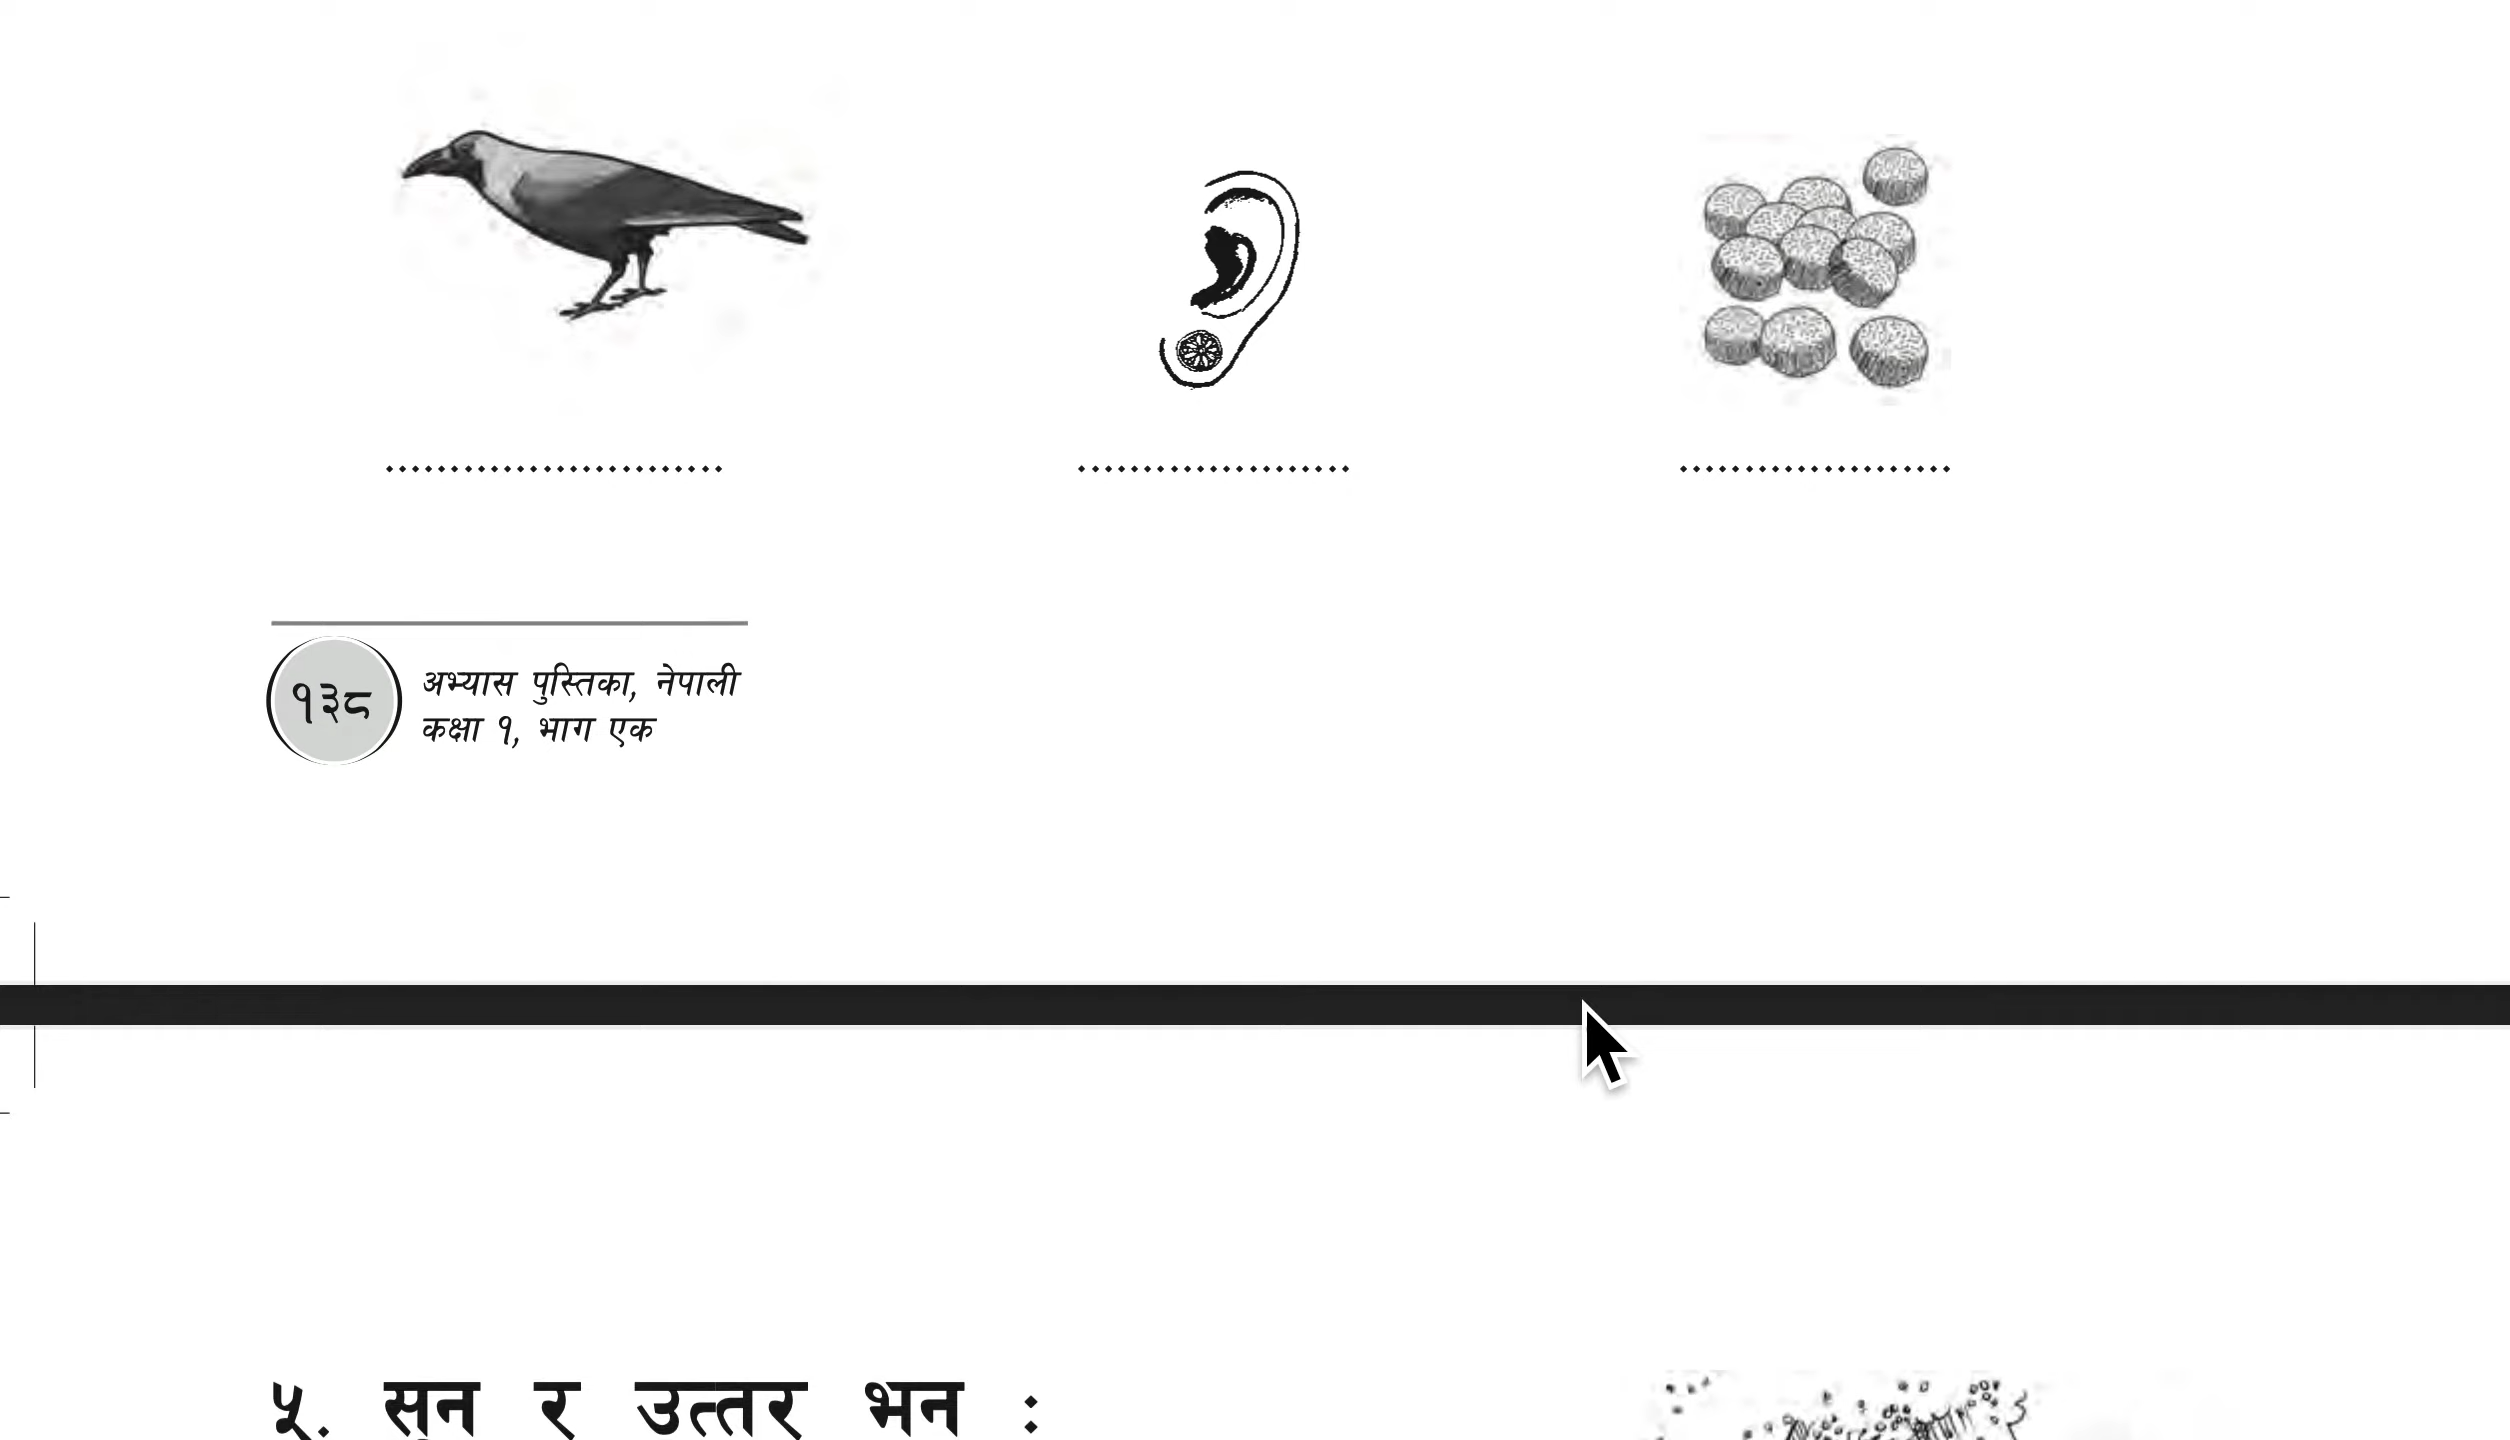 १३८
अभ्यास पुस्तिका, नेपाली
कक्षा १, भाग एक
५. सुन र उत्तर भन :